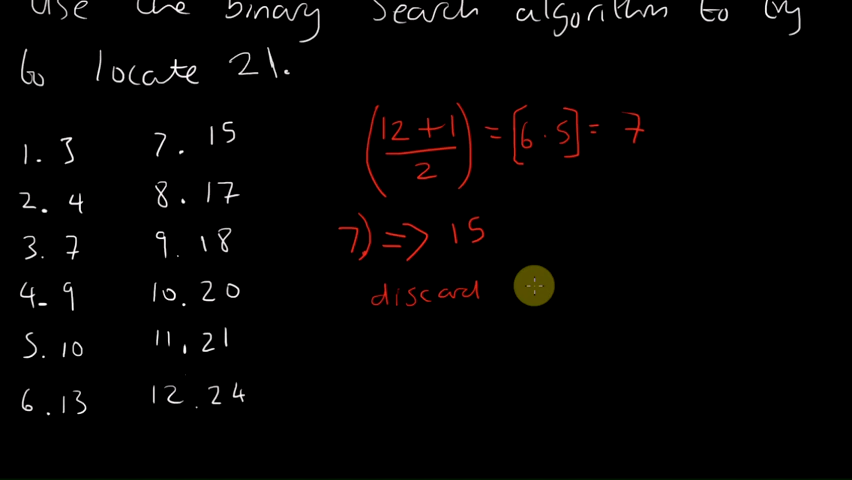 Use the binary search algorithm to try
to locate 21.
1. 3
2. 4
3. 7
4. 9
5. 10
6. 13
7. 15
8. 17
9. 18
10. 20
11. 21
12. 24
(12+1/2) = [6.5] = 7
7) => 15
discard